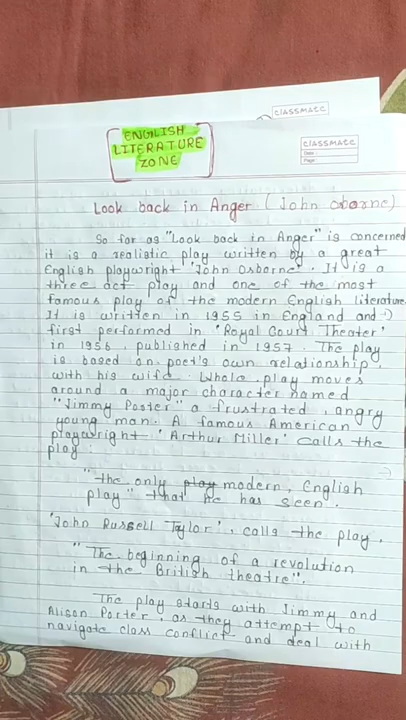 classmate
ENGLISH
LITERATURE
ZONE
classmate
Date :
Page:
Look back in Anger (John Osborne)
So for as "Look back in Anger" is concerned
it is a realistic play written by a great
English playwright 'John Osborne'. It is a
three act play and one of the most
famous play of the modern English literature.
It is written in 1955 in England and
first performed in 'Royal Court Theater'
in 1956, published in 1957. The play
is based on poet's own relationship
with his wife. Whole play moves
around a major character named
"Jimmy Porter" a frustrated, angry
young man. A famous American
playwright 'Arthur Miller' calls the
play :
"the only play modern, English
play" that he has seen.
'John Russell Taylor', calls the play,
"The beginning of a revolution
in the British theatre".
The play starts with Jimmy and
Alison Porter, as they attempt to
navigate class conflict and deal with